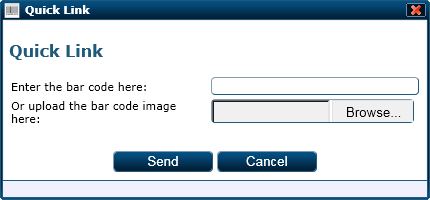 Quick Link
Quick Link
Enter the bar code here:
Or upload the bar code image
here:
Browse...
Send Cancel